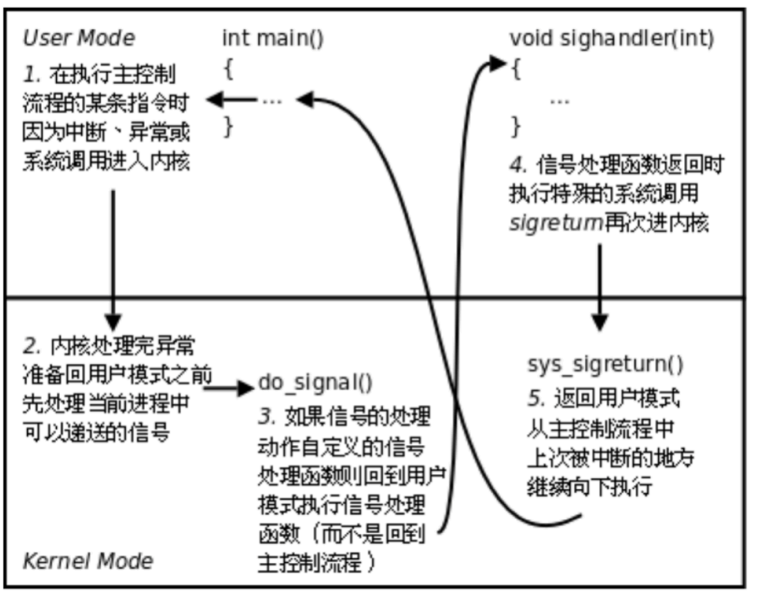 User Mode
1. 在执行主控制
流程的某条指令时
因为中断、异常或
系统调用进入内核
int main()
{
...
}
void sighandler(int)
{
...
}
4. 信号处理函数返回时
执行特殊的系统调用
sigreturn再次进内核
2. 内核处理完异常
准备回用户模式之前
先处理当前进程中
可以递送的信号
do_signal()
3. 如果信号的处理
动作自定义的信号
处理函数则回到用户
模式执行信号处理
函数（而不是回到
主控制流程）
sys_sigreturn()
5. 返回用户模式
从主控制流程中
上次被中断的地方
继续向下执行
Kernel Mode